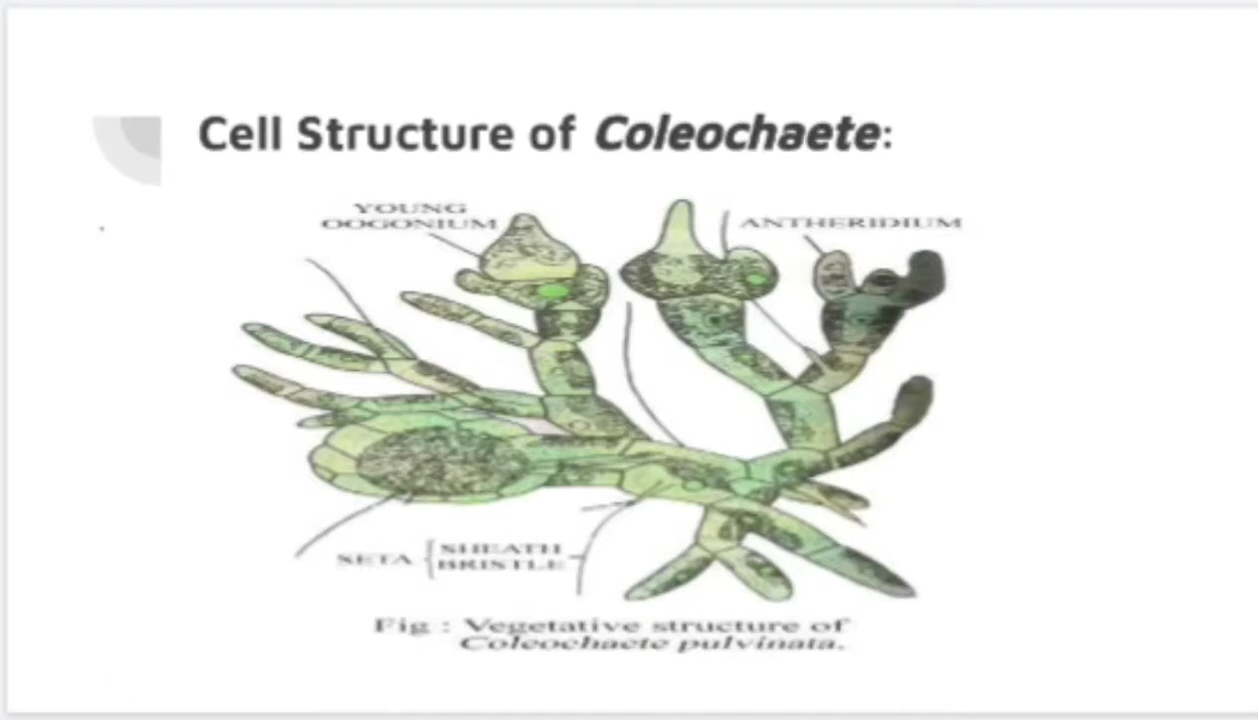 Cell Structure of Coleochaete:
YOUNG
OOGONIUM
ANTHERIDIUM
SETA
SHEATH
BRISTLE
Fig : Vegetative structure of
Coleochaete pulvinata.